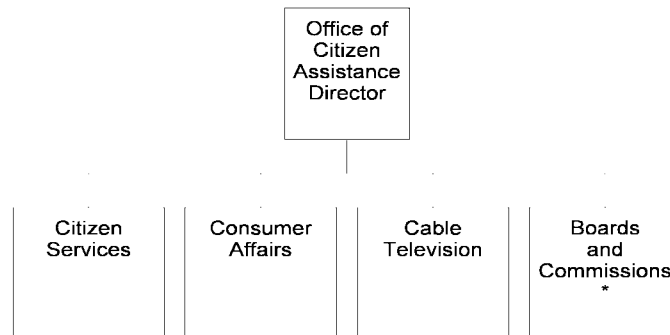 Office of
Citizen
Assistance
Director
Citizen
Services
Consumer
Affairs
Cable
Television
Boards
and
Commissions
*